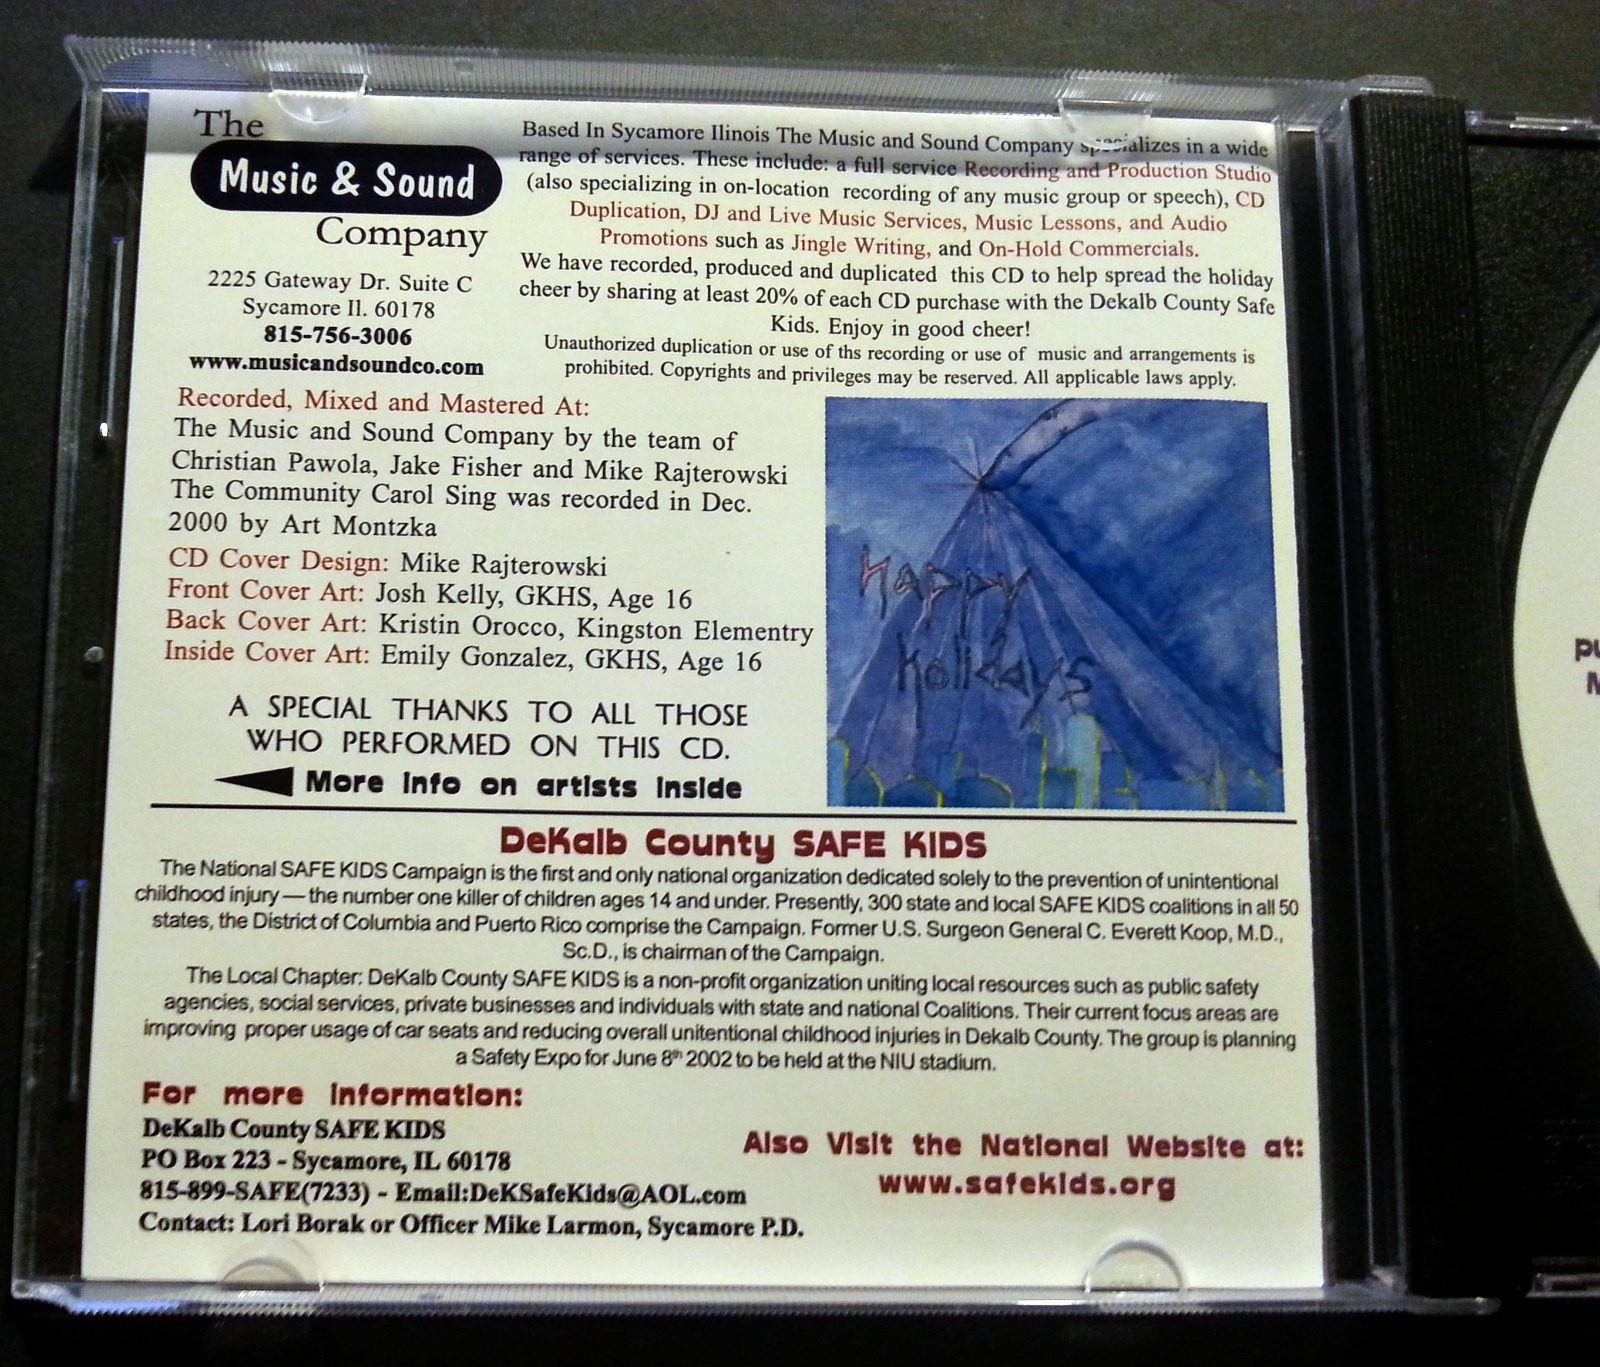 The
Music & Sound
Company
2225 Gateway Dr. Suite C
Sycamore Il. 60178
815-756-3006
www.musicandsoundco.com
Based In Sycamore Ilinois The Music and Sound Company specializes in a wide
range of services. These include: a full service Recording and Production Studio
(also specializing in on-location recording of any music group or speech), CD
Duplication, DJ and Live Music Services, Music Lessons, and Audio
Promotions such as Jingle Writing, and On-Hold Commercials.
We have recorded, produced and duplicated this CD to help spread the holiday
cheer by sharing at least 20% of each CD purchase with the Dekalb County Safe
Kids. Enjoy in good cheer!
Unauthorized duplication or use of ths recording or use of music and arrangements is
prohibited. Copyrights and privileges may be reserved. All applicable laws apply.
Recorded, Mixed and Mastered At:
The Music and Sound Company by the team of
Christian Pawola, Jake Fisher and Mike Rajterowski
The Community Carol Sing was recorded in Dec.
2000 by Art Montzka
CD Cover Design: Mike Rajterowski
Front Cover Art: Josh Kelly, GKHS, Age 16
Back Cover Art: Kristin Orocco, Kingston Elementry
Inside Cover Art: Emily Gonzalez, GKHS, Age 16
A SPECIAL THANKS TO ALL THOSE
WHO PERFORMED ON THIS CD.
More info on artists inside
Happy
Holidays
DeKalb County SAFE KIDS
The National SAFE KIDS Campaign is the first and only national organization dedicated solely to the prevention of unintentional
childhood injury — the number one killer of children ages 14 and under. Presently, 300 state and local SAFE KIDS coalitions in all 50
states, the District of Columbia and Puerto Rico comprise the Campaign. Former U.S. Surgeon General C. Everett Koop, M.D.,
Sc.D., is chairman of the Campaign.
The Local Chapter: DeKalb County SAFE KIDS is a non-profit organization uniting local resources such as public safety
agencies, social services, private businesses and individuals with state and national Coalitions. Their current focus areas are
improving proper usage of car seats and reducing overall unitentional childhood injuries in Dekalb County. The group is planning
a Safety Expo for June 8th 2002 to be held at the NIU stadium.
For more information:
DeKalb County SAFE KIDS
PO Box 223 - Sycamore, IL 60178
815-899-SAFE(7233) - Email:DeKSafeKids@AOL.com
Contact: Lori Borak or Officer Mike Larmon, Sycamore P.D.
Also Visit the National Website at:
www.safekids.org